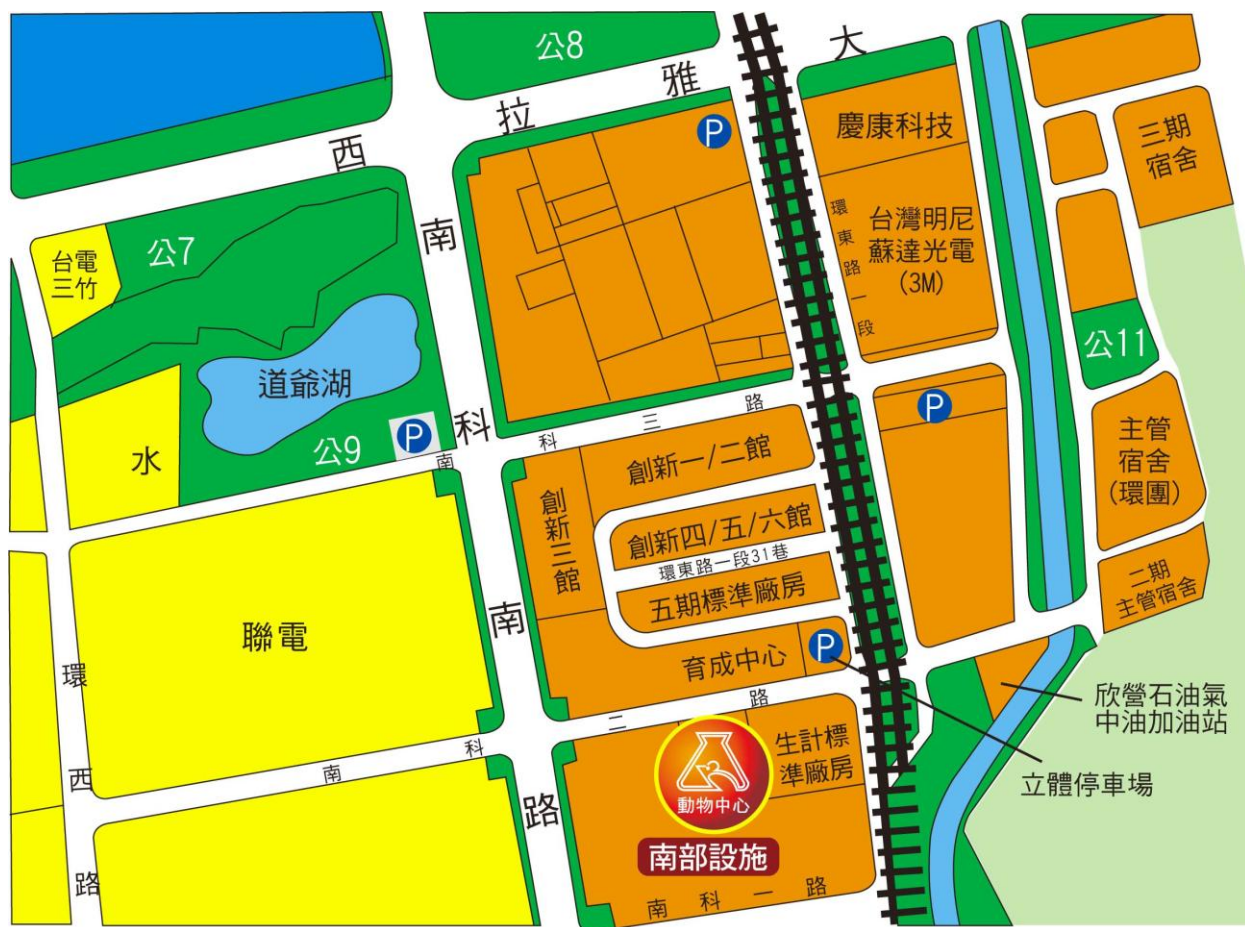 公8
西拉雅大
慶康科技
三期
宿舍
台電
三竹
公7
南科南路
環東路一段
台灣明尼
蘇達光電
(3M)
公11
道爺湖
水
公9
南科三路
創新一/二館
創新三館
創新四/五/六館
環東路一段31巷
五期標準廠房
主管
宿舍
(環團)
二期
主管宿舍
聯電
環西路
育成中心
南科二路
欣營石油氣
中油加油站
立體停車場
生計標
準廠房
動物中心
南部設施
南科一路
P
P
P
P